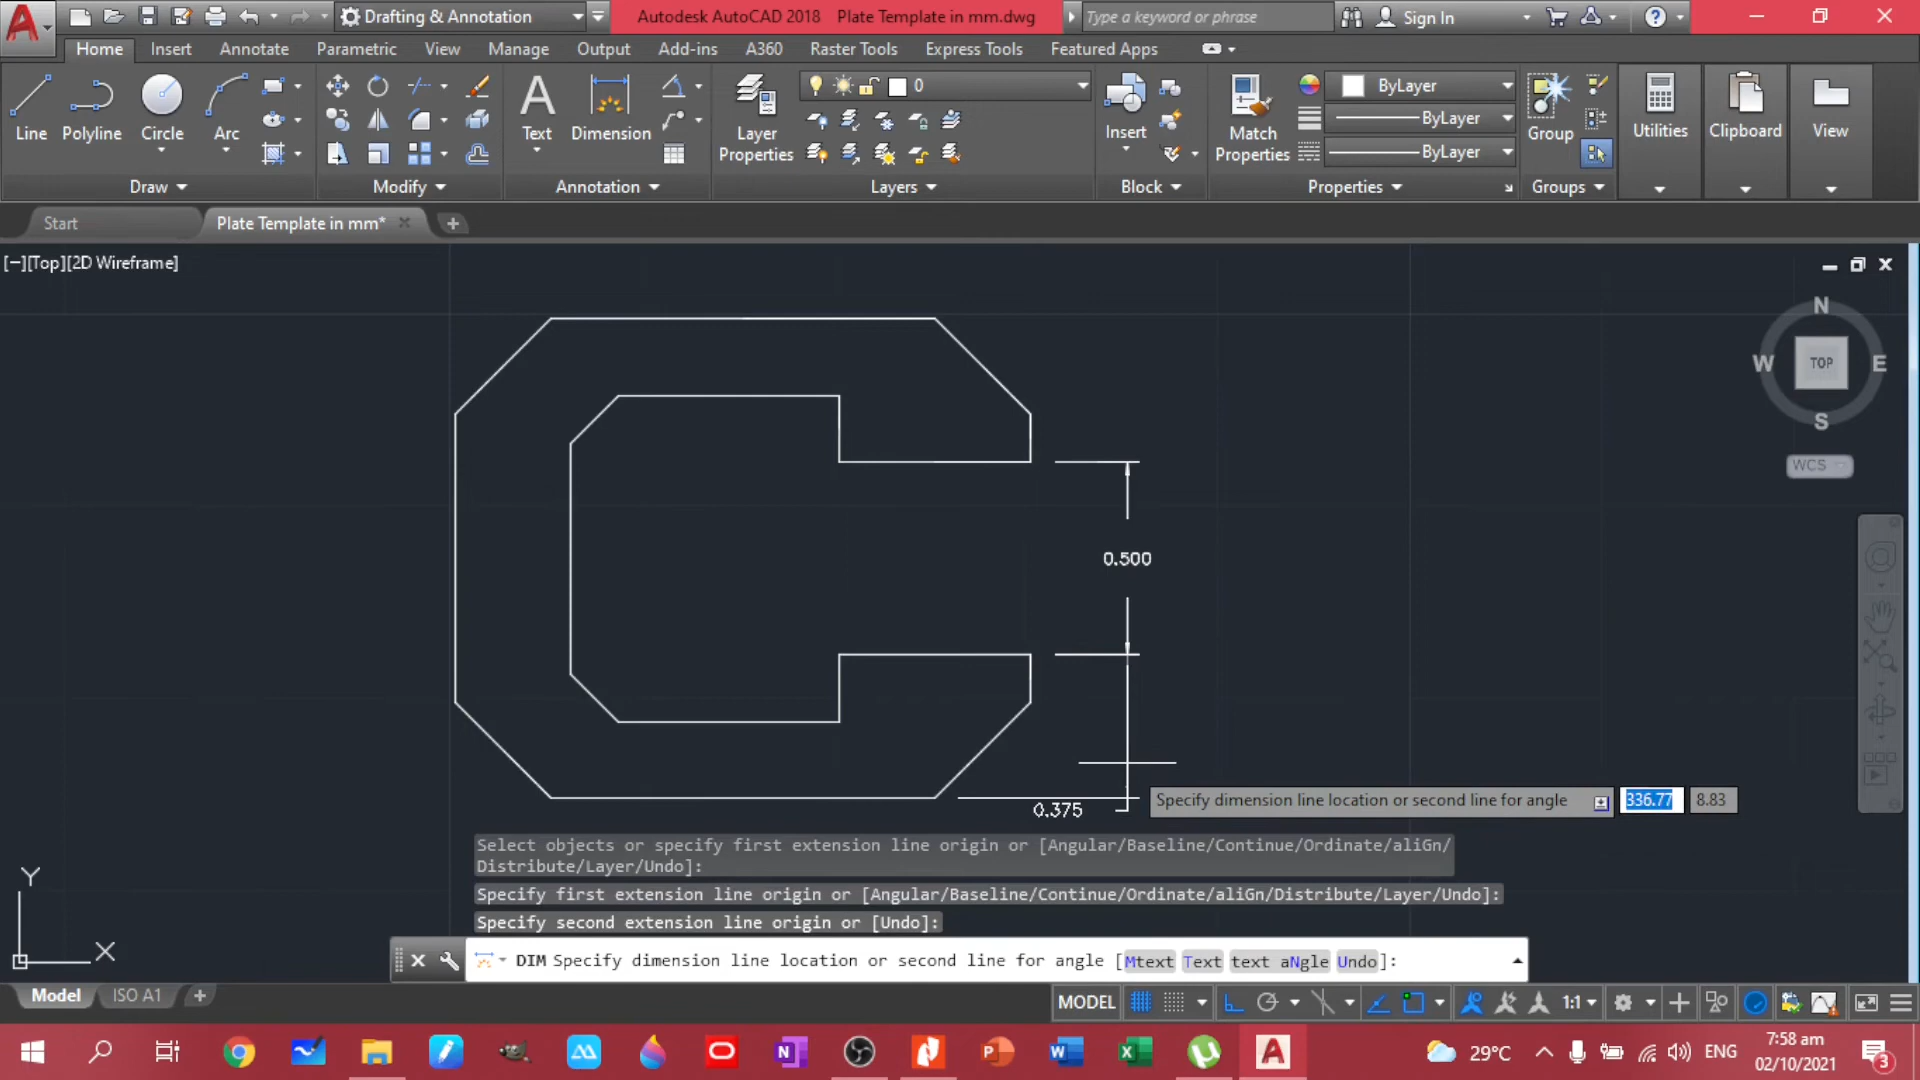 Drafting & Annotation
Autodesk AutoCAD 2018 Plate Template in mm.dwg
Type a keyword or phrase
Sign In
Home Insert Annotate Parametric View Manage Output Add-ins A360 Raster Tools Express Tools Featured Apps
0
ByLayer
ByLayer
ByLayer
Line Polyline Circle Arc
Text Dimension
Layer
Properties
Insert
Match
Properties
Group
Utilities Clipboard View
Draw Modify Annotation Layers Block Properties Groups
Start
Plate Template in mm*
[−][Top][2D Wireframe]
N
W TOP E
S
WCS
0.500
0.375
Specify dimension line location or second line for angle 336.77 8.83
Select objects or specify first extension line origin or [Angular/Baseline/Continue/Ordinate/aliGn/
Distribute/Layer/Undo]:
Specify first extension line origin or [Angular/Baseline/Continue/Ordinate/aliGn/Distribute/Layer/Undo]:
Specify second extension line origin or [Undo]:
DIM Specify dimension line location or second line for angle [Mtext Text text aNgle Undo]:
Y
X
Model ISO A1
MODEL 1:1
29°C ENG
7:58 am
02/10/2021
3